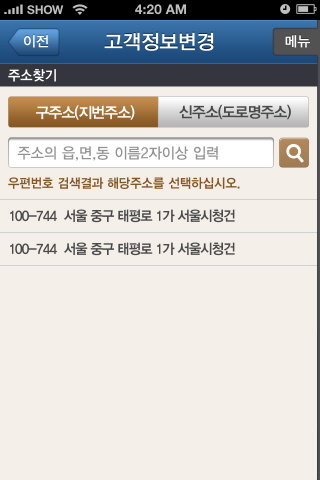 SHOW 4:20 AM
이전 고객정보변경 메뉴
주소찾기
구주소(지번주소) 신주소(도로명주소)
주소의 읍,면,동 이름2자이상 입력
우편번호 검색결과 해당주소를 선택하십시오.
100-744 서울 중구 태평로 1가 서울시청건
100-744 서울 중구 태평로 1가 서울시청건